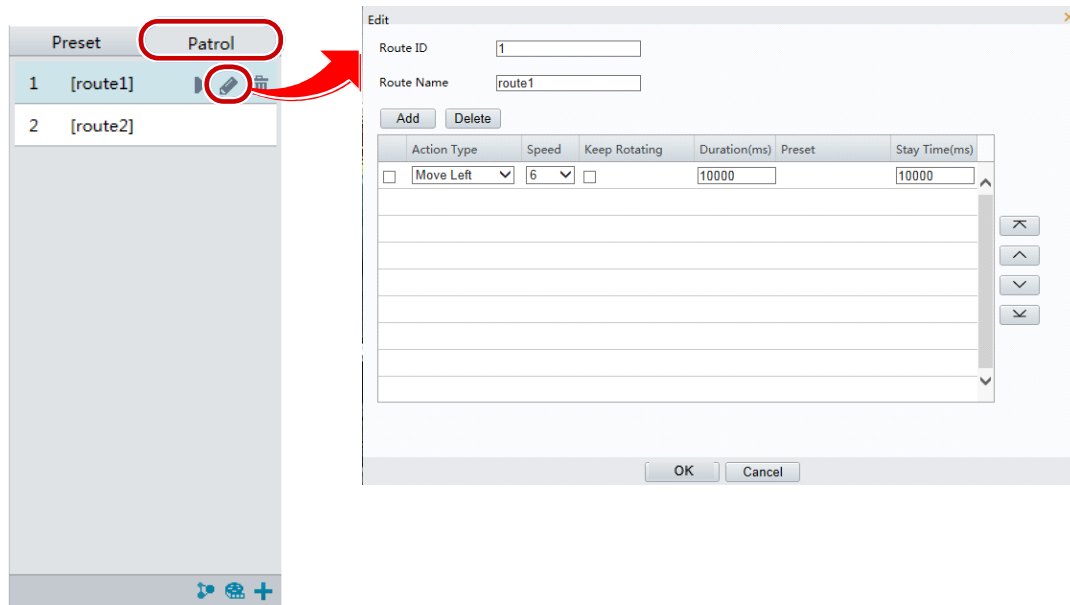 Preset Patrol
1 [route1]
2 [route2]
Edit
Route ID 1
Route Name route1
Add Delete
Action Type Speed Keep Rotating Duration(ms) Preset Stay Time(ms)
Move Left 6 10000 10000
OK Cancel